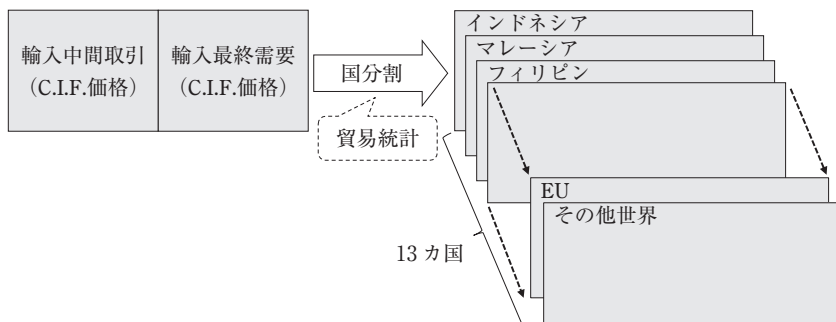 輸入中間取引
(C.I.F.価格)
輸入最終需要
(C.I.F.価格)
国分割
貿易統計
インドネシア
マレーシア
フィリピン
EU
その他世界
13 カ国